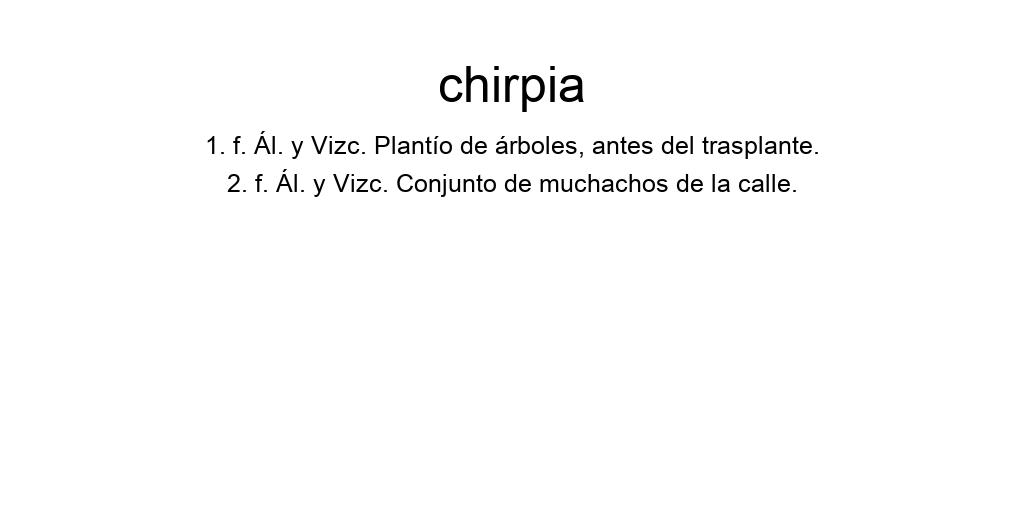 chirpia
1. f. Ál. y Vizc. Plantío de árboles, antes del trasplante.
2. f. Ál. y Vizc. Conjunto de muchachos de la calle.